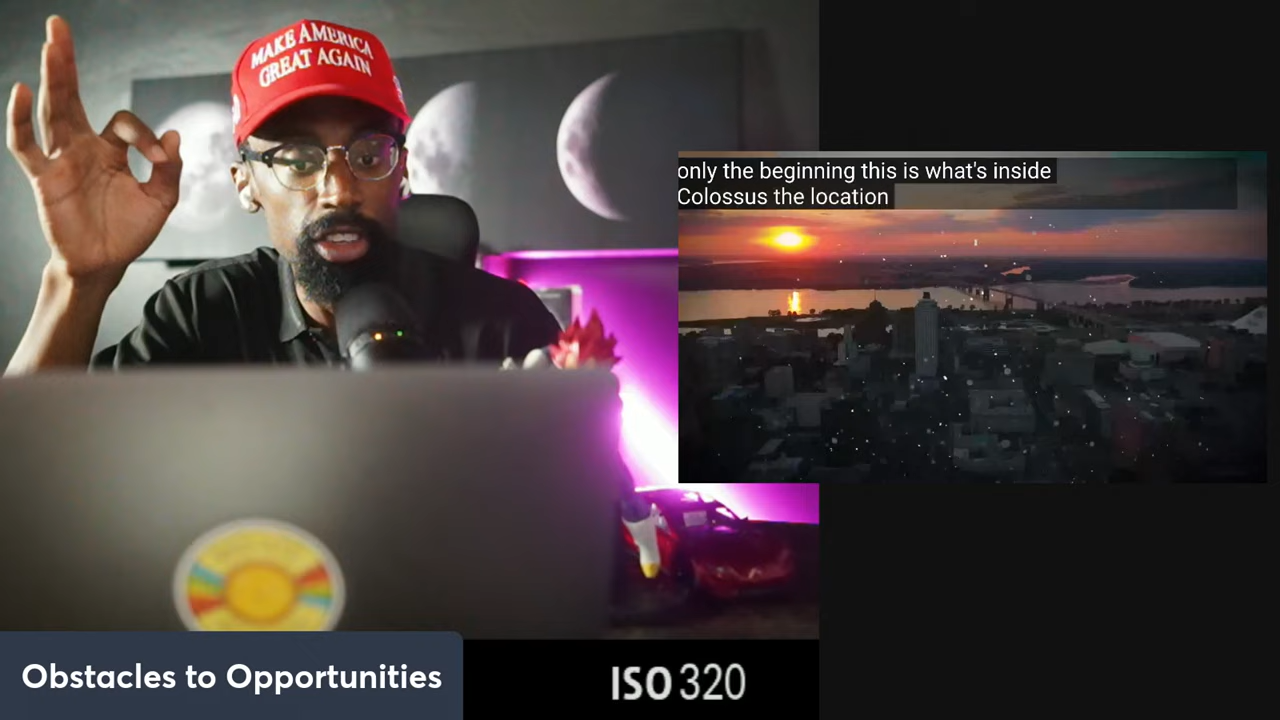 MAKE AMERICA
GREAT AGAIN
only the beginning this is what's inside
Colossus the location
Obstacles to Opportunities
ISO 320